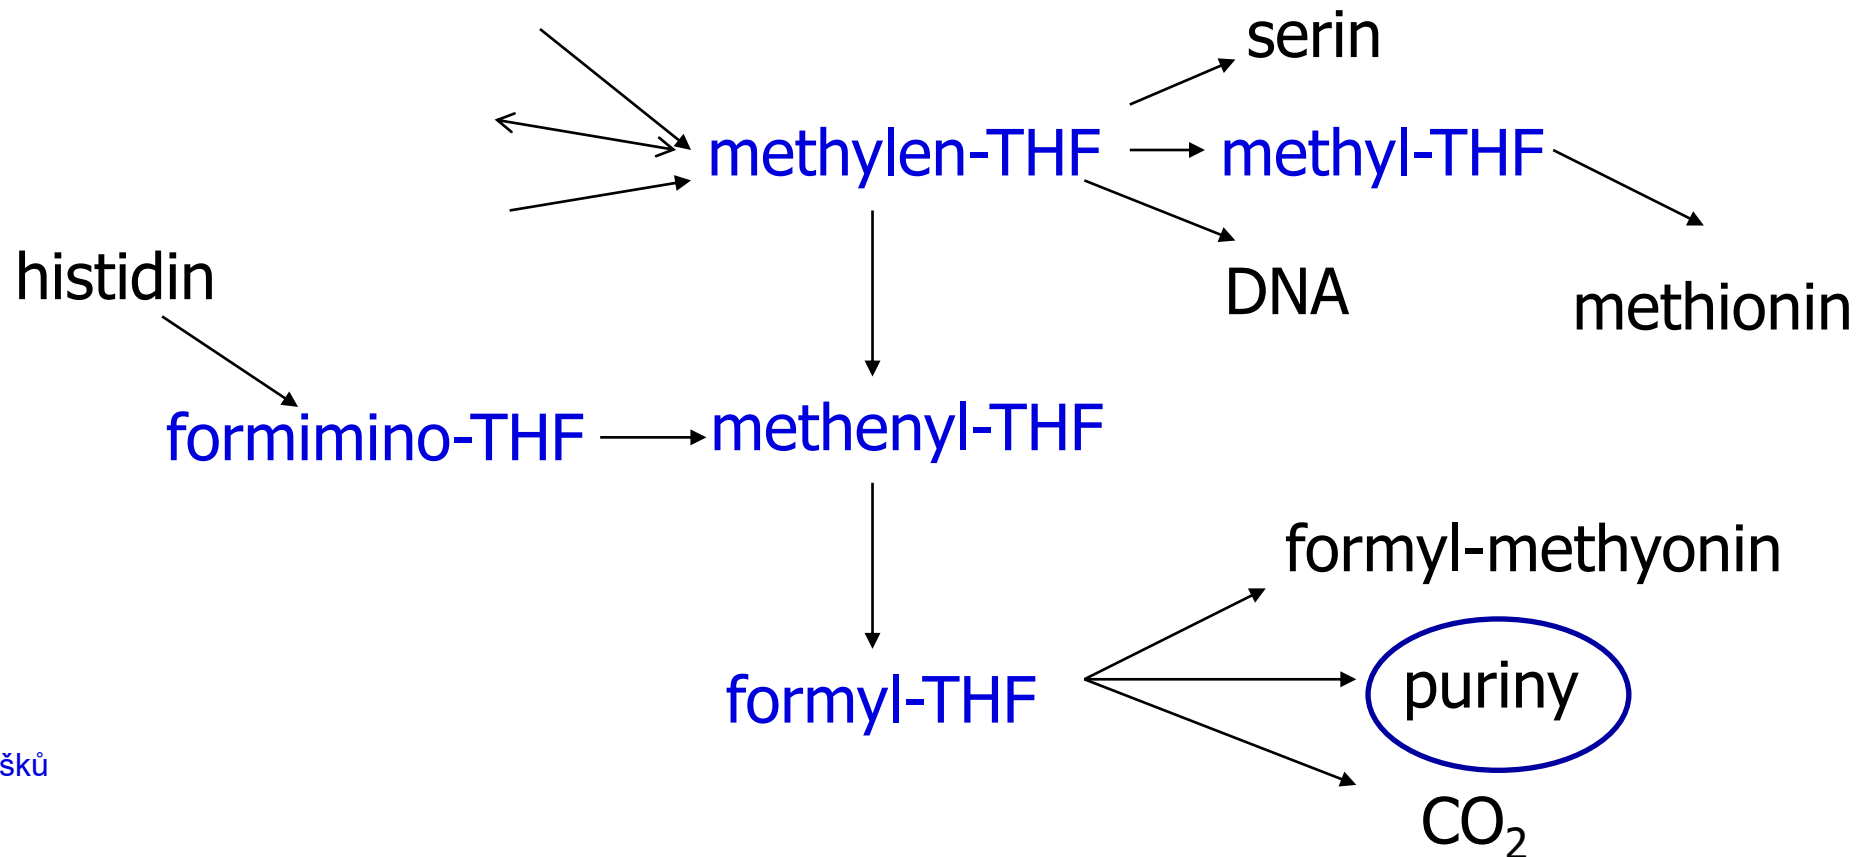 serin
methylen-THF methyl-THF
histidin
DNA
methionin
formimino-THF methenyl-THF
formyl-methyonin
puriny
formyl-THF
šků
CO₂